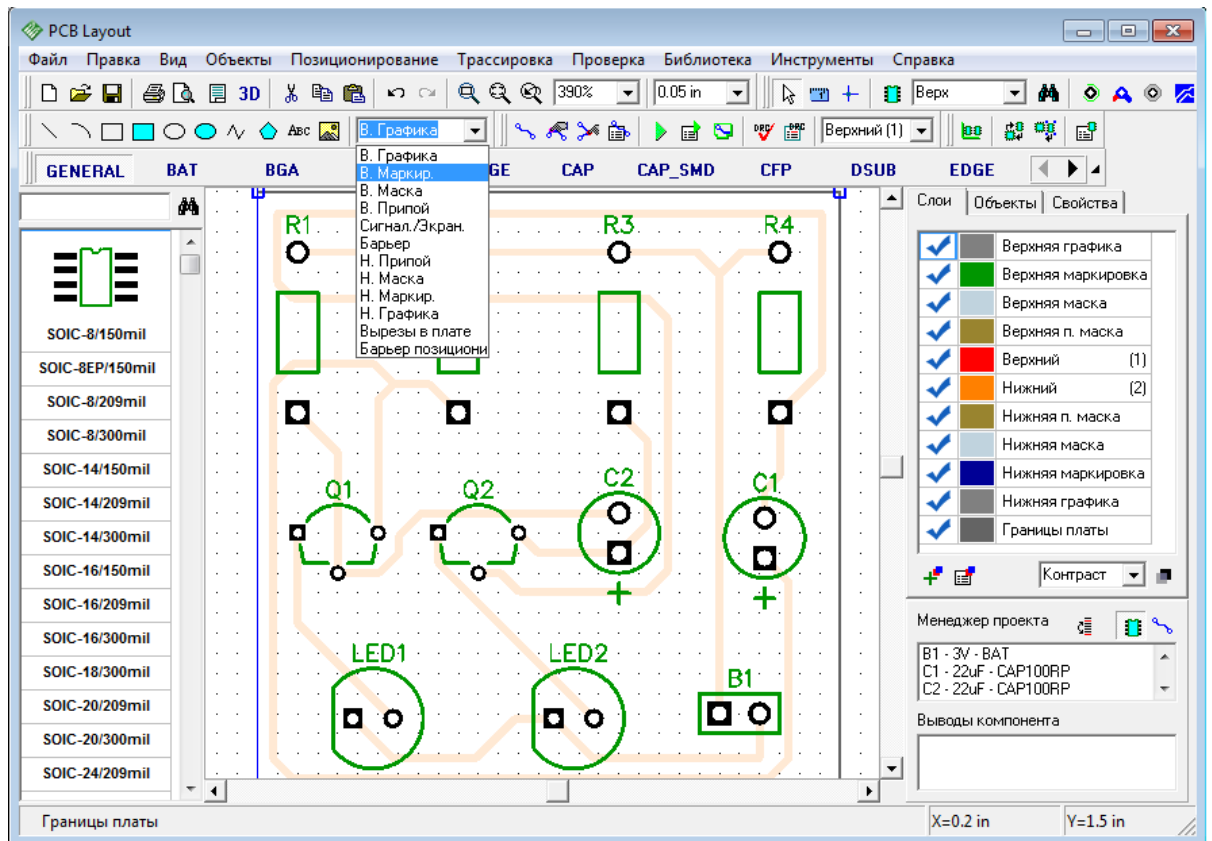 PCB Layout
Файл Правка Вид Объекты Позиционирование Трассировка Проверка Библиотека Инструменты Справка
3D 390% 0.05 in Верх
ABC В. Графика DRC DRC Верхний (1)
GENERAL BAT BGA GE CAP CAP_SMD CFP DSUB EDGE
В. Графика
В. Маркир.
В. Маска
В. Припой
Сигнал./Экран.
Барьер
Н. Припой
Н. Маска
Н. Маркир.
Н. Графика
Вырезы в плате
Барьер позициони
SOIC-8/150mil
SOIC-8EP/150mil
SOIC-8/209mil
SOIC-8/300mil
SOIC-14/150mil
SOIC-14/209mil
SOIC-14/300mil
SOIC-16/150mil
SOIC-16/209mil
SOIC-16/300mil
SOIC-18/300mil
SOIC-20/209mil
SOIC-20/300mil
SOIC-24/209mil
R1 R3 R4
Q1 Q2 C2 C1
+ +
LED1 LED2 B1
Слои Объекты Свойства
Верхняя графика
Верхняя маркировка
Верхняя маска
Верхняя п. маска
Верхний (1)
Нижний (2)
Нижняя п. маска
Нижняя маска
Нижняя маркировка
Нижняя графика
Границы платы
Контраст
Менеджер проекта
B1 - 3V - BAT
C1 - 22uF - CAP100RP
C2 - 22uF - CAP100RP
Выводы компонента
Границы платы X=0.2 in Y=1.5 in